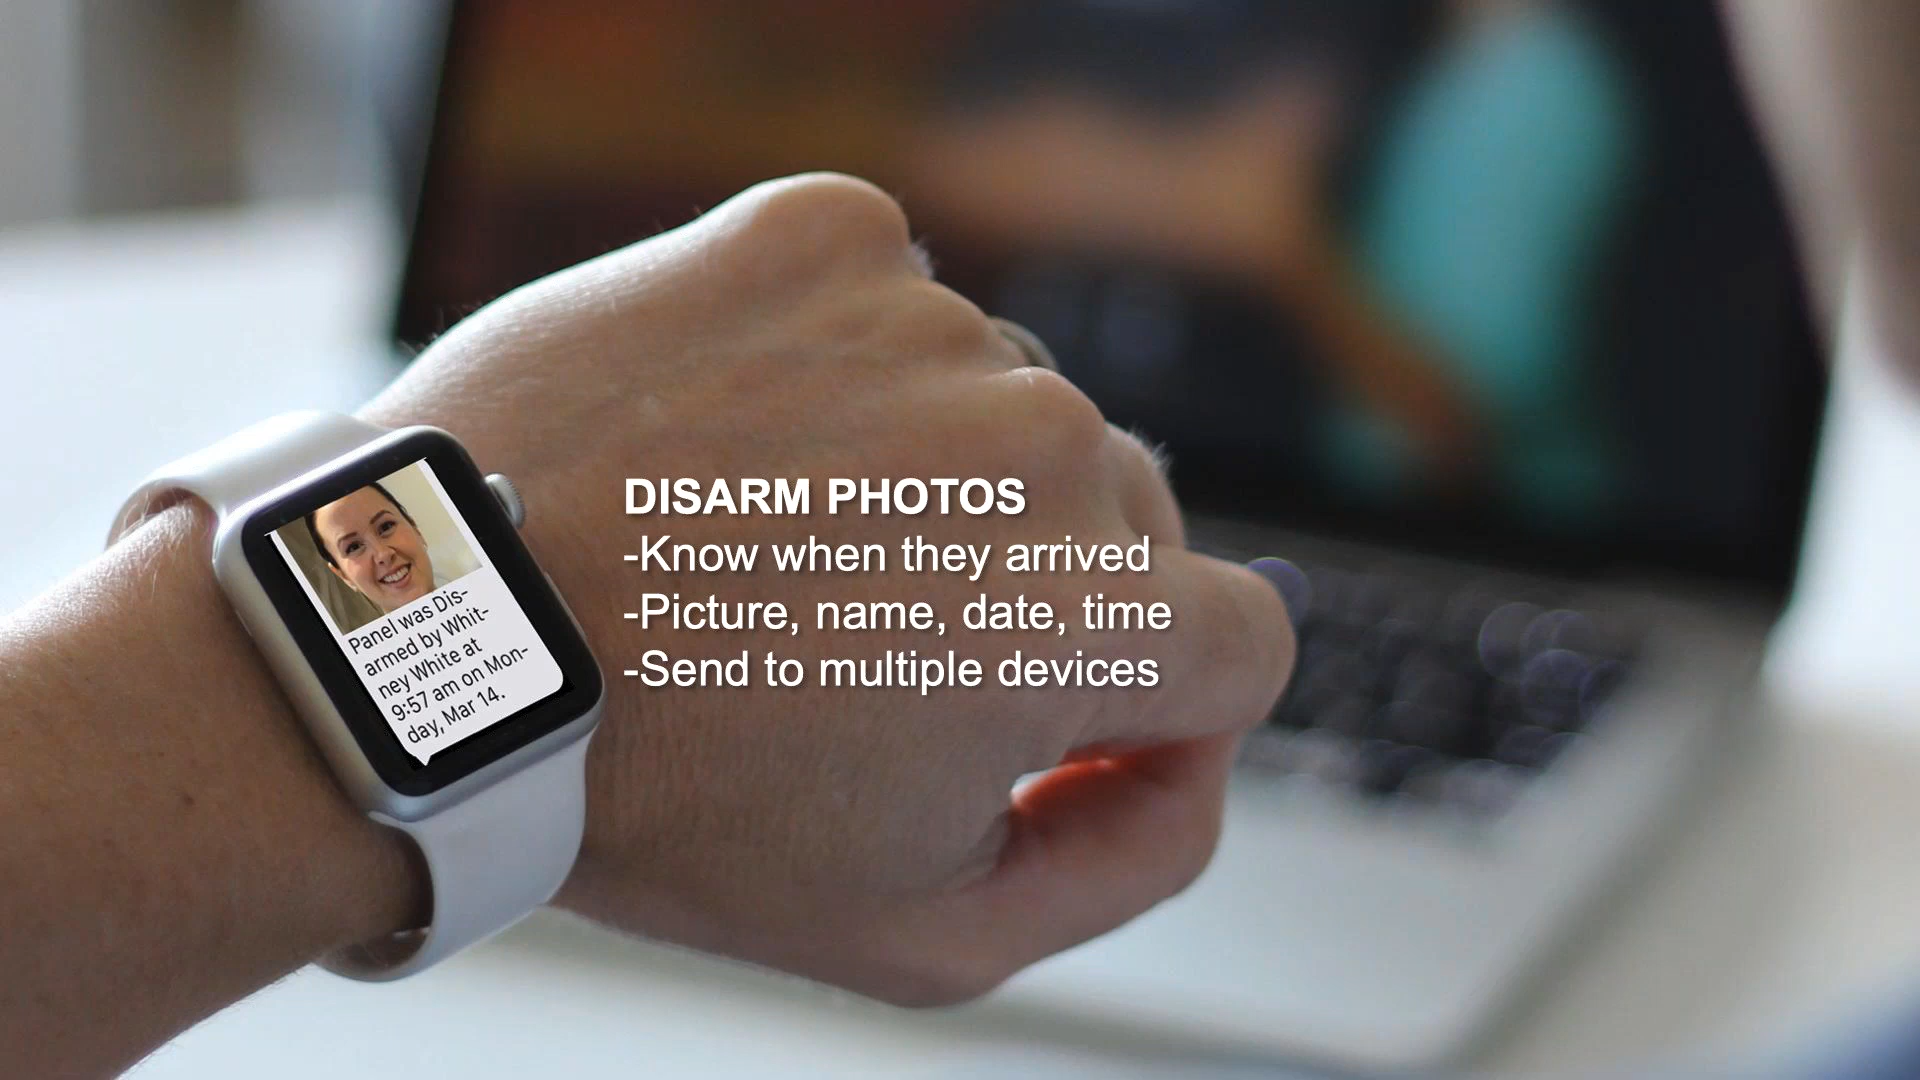 Panel was Dis-
armed by Whit-
ney White at
9:57 am on Mon-
day, Mar 14.
DISARM PHOTOS
-Know when they arrived
-Picture, name, date, time
-Send to multiple devices